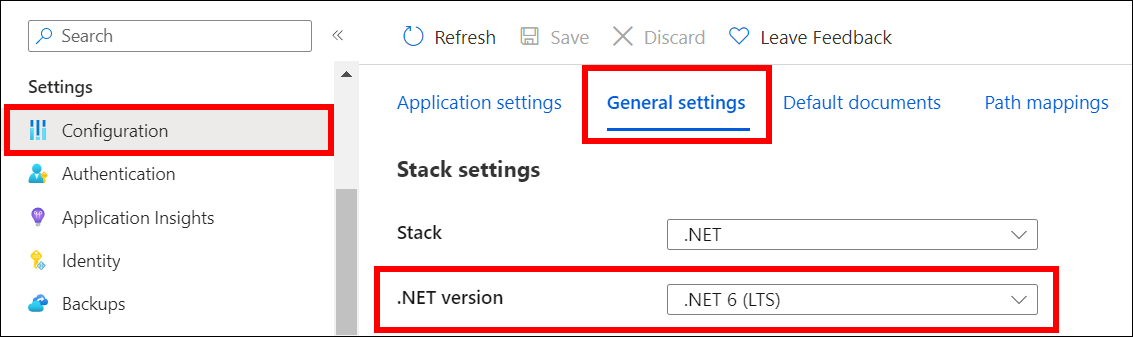 Search
«
Refresh
Save
Discard
Leave Feedback
Settings
Configuration
Authentication
Application Insights
Identity
Backups
Application settings
General settings
Default documents
Path mappings
Stack settings
Stack
.NET
.NET version
.NET 6 (LTS)